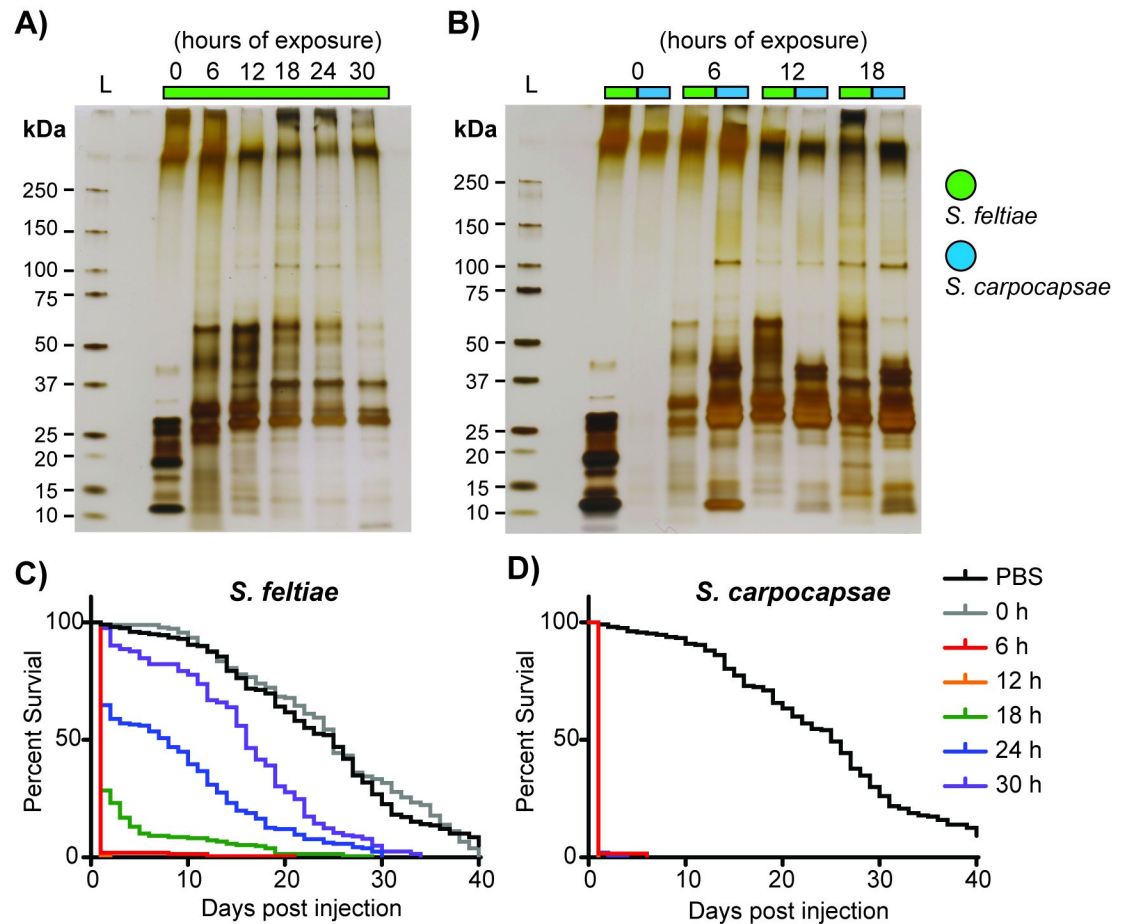 A)
(hours of exposure)
L 0 6 12 18 24 30
kDa
250
150
100
75
50
37
25
20
15
10
B)
(hours of exposure)
L 0 6 12 18
kDa
250
150
100
75
50
37
25
20
15
10
S. feltiae
S. carpocapsae
C)
S. feltiae
Percent Survial
100
50
0
0 10 20 30 40
Days post injection
D)
S. carpocapsae
Percent Survial
100
50
0
0 10 20 30 40
Days post injection
PBS
0 h
6 h
12 h
18 h
24 h
30 h